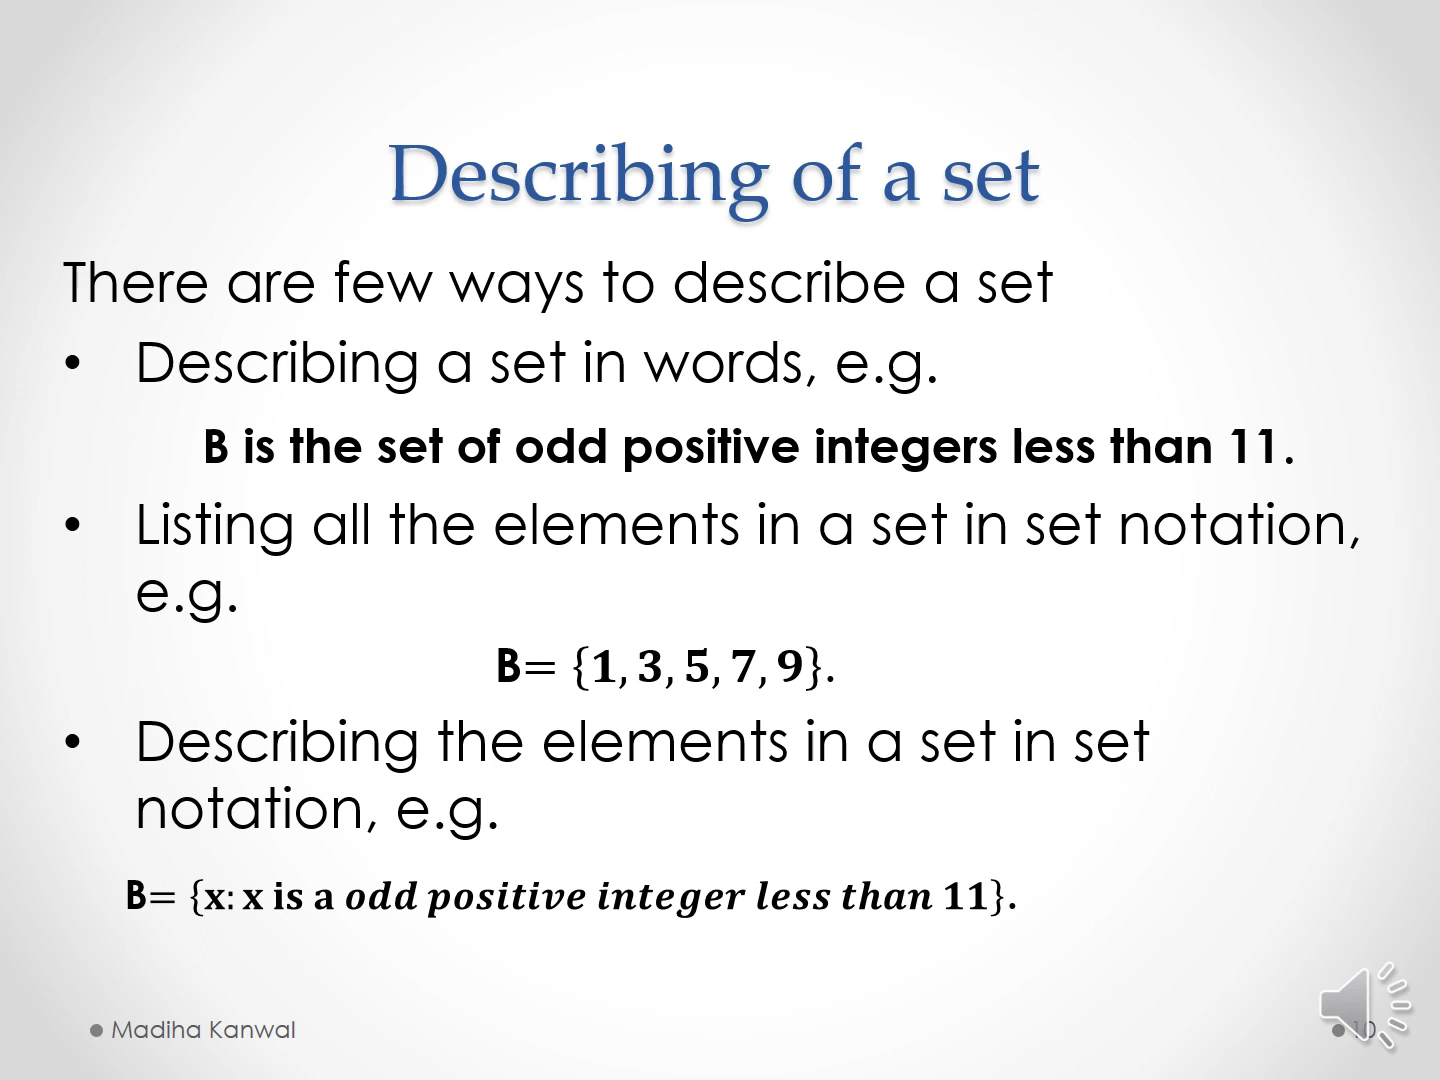 Describing of a set
There are few ways to describe a set
• Describing a set in words, e.g.
B is the set of odd positive integers less than 11.
• Listing all the elements in a set in set notation,
e.g.
B= {1, 3, 5, 7, 9}.
• Describing the elements in a set in set
notation, e.g.
B= {x: x is a odd positive integer less than 11}.
Madiha Kanwal
10